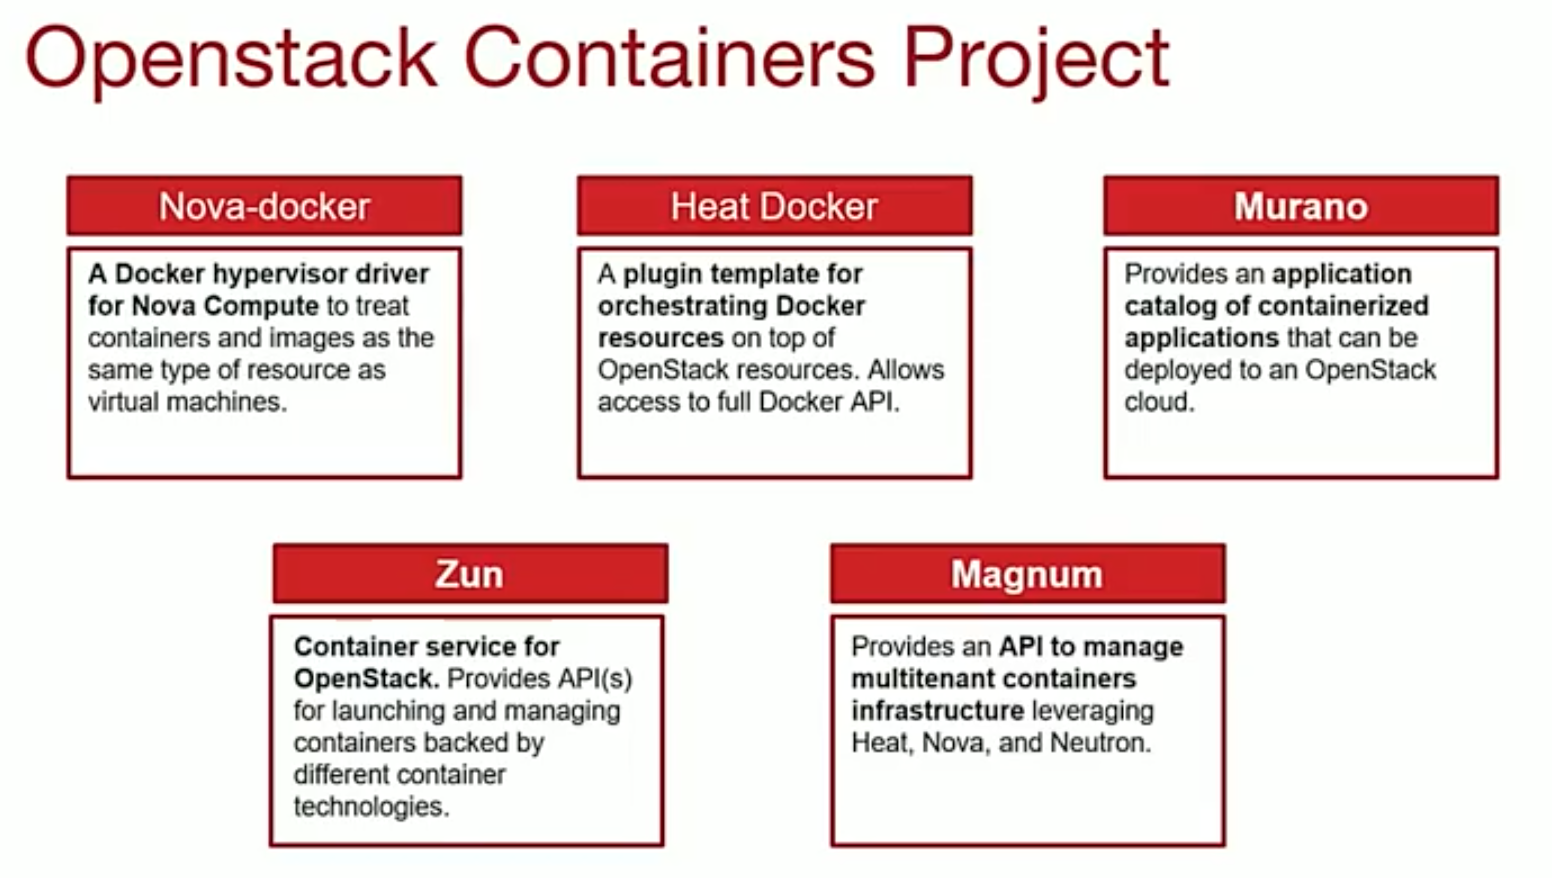 Openstack Containers Project
Nova-docker
A Docker hypervisor driver
for Nova Compute to treat
containers and images as the
same type of resource as
virtual machines.
Heat Docker
A plugin template for
orchestrating Docker
resources on top of
OpenStack resources. Allows
access to full Docker API.
Murano
Provides an application
catalog of containerized
applications that can be
deployed to an OpenStack
cloud.
Zun
Container service for
OpenStack. Provides API(s)
for launching and managing
containers backed by
different container
technologies.
Magnum
Provides an API to manage
multitenant containers
infrastructure leveraging
Heat, Nova, and Neutron.